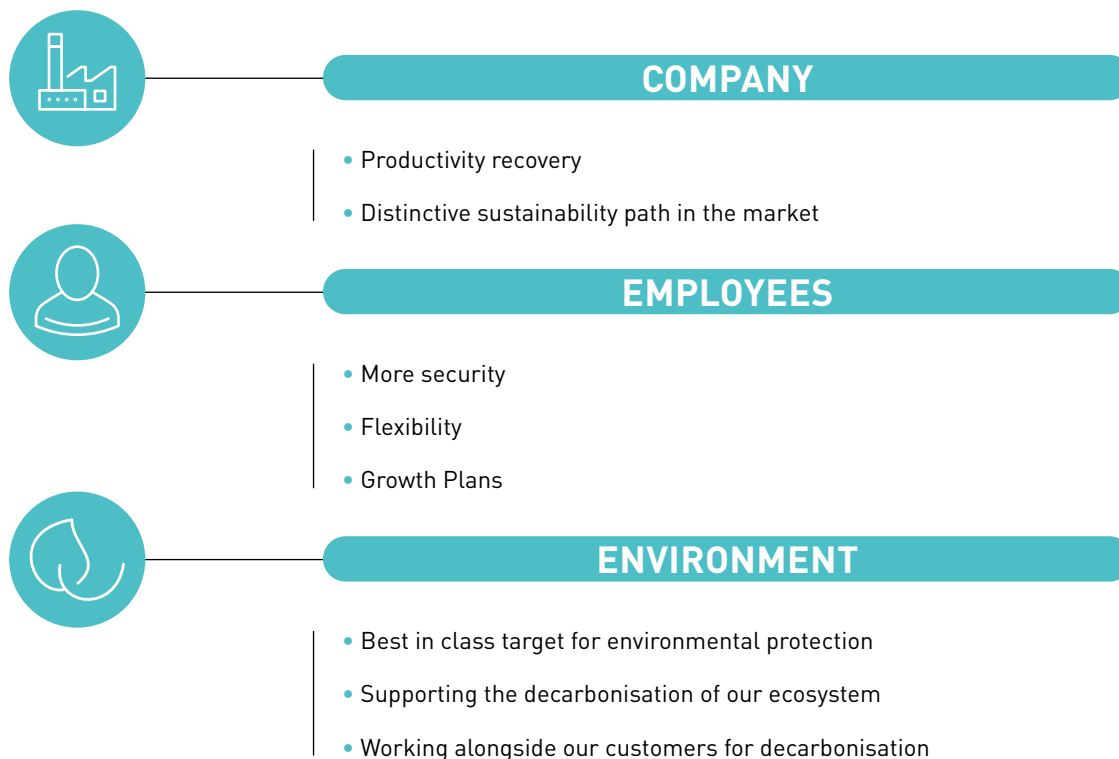 COMPANY
• Productivity recovery
• Distinctive sustainability path in the market
EMPLOYEES
• More security
• Flexibility
• Growth Plans
ENVIRONMENT
• Best in class target for environmental protection
• Supporting the decarbonisation of our ecosystem
• Working alongside our customers for decarbonisation